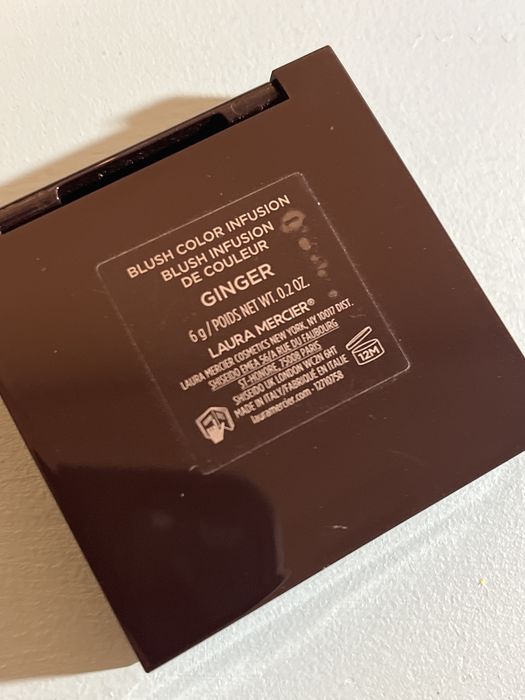 BLUSH COLOR INFUSION
BLUSH INFUSION
DE COULEUR
GINGER
6 g / POIDS NET WT. 0.2 OZ.
LAURA MERCIER®
LAURA MERCIER COSMETICS NEW YORK, NY 10017 DIST.
SHISEIDO EMEA 56/A RUE DU FAUBOURG
ST-HONORE, 75008 PARIS
SHISEIDO UK LONDON WC2N 6HT
MADE IN ITALY/FABRIQUÉ EN ITALIE
lauramercier.com - 12710758
12M